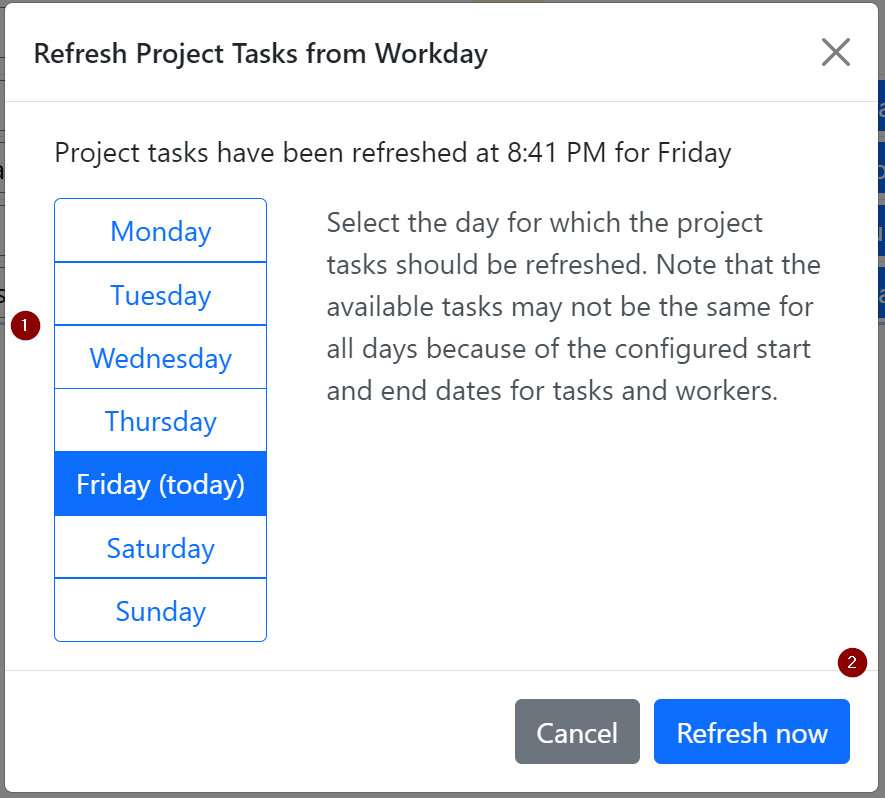 Refresh Project Tasks from Workday
Project tasks have been refreshed at 8:41 PM for Friday
Monday
Tuesday
Wednesday
Thursday
Friday (today)
Saturday
Sunday
1
Select the day for which the project
tasks should be refreshed. Note that the
available tasks may not be the same for
all days because of the configured start
and end dates for tasks and workers.
2
Cancel
Refresh now